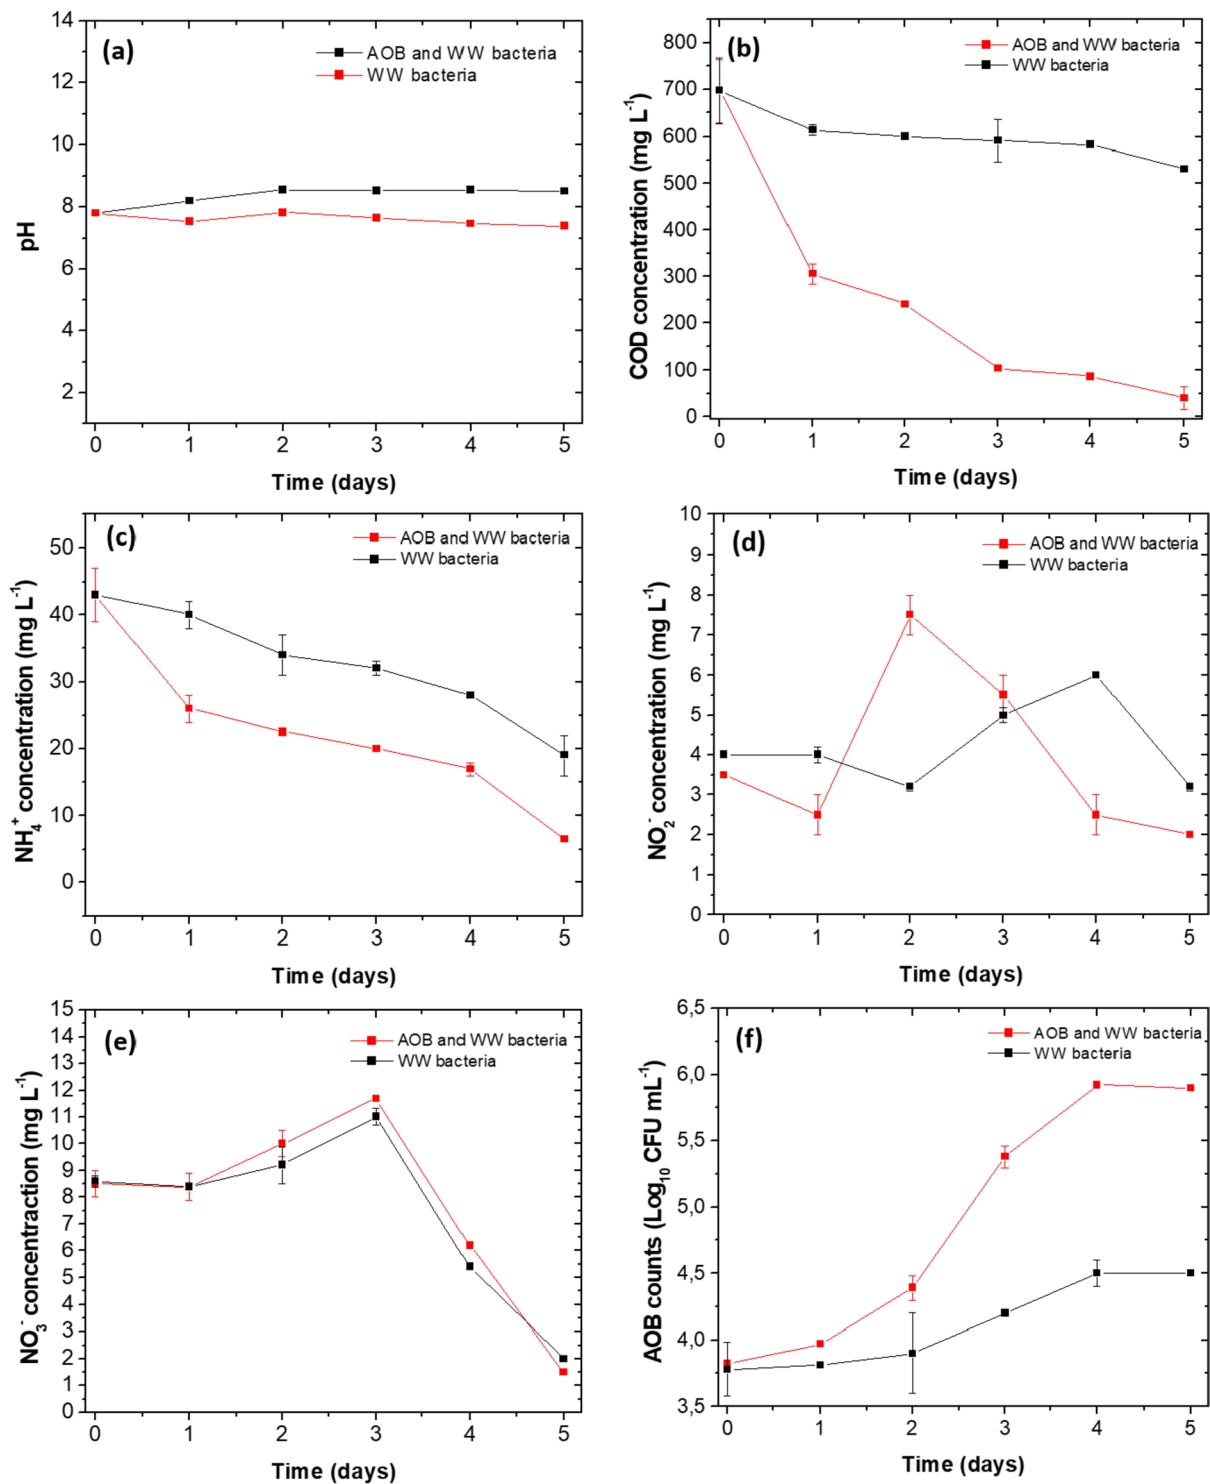 (a)
AOB and WW bacteria
WW bacteria
14
12
10
8
6
4
2
pH
0 1 2 3 4 5
Time (days)
(b)
AOB and WW bacteria
WW bacteria
800
700
600
500
400
300
200
100
0
COD concentration (mg L⁻¹)
0 1 2 3 4 5
Time (days)
(c)
AOB and WW bacteria
WW bacteria
50
40
30
20
10
0
NH₄⁺ concentration (mg L⁻¹)
0 1 2 3 4 5
Time (days)
(d)
AOB and WW bacteria
WW bacteria
10
9
8
7
6
5
4
3
2
1
0
NO₂⁻ concentration (mg L⁻¹)
0 1 2 3 4 5
Time (days)
(e)
AOB and WW bacteria
WW bacteria
15
14
13
12
11
10
9
8
7
6
5
4
3
2
1
0
NO₃⁻ concentraction (mg L⁻¹)
0 1 2 3 4 5
Time (days)
(f)
AOB and WW bacteria
WW bacteria
6,5
6,0
5,5
5,0
4,5
4,0
3,5
AOB counts (Log₁₀ CFU mL⁻¹)
0 1 2 3 4 5
Time (days)